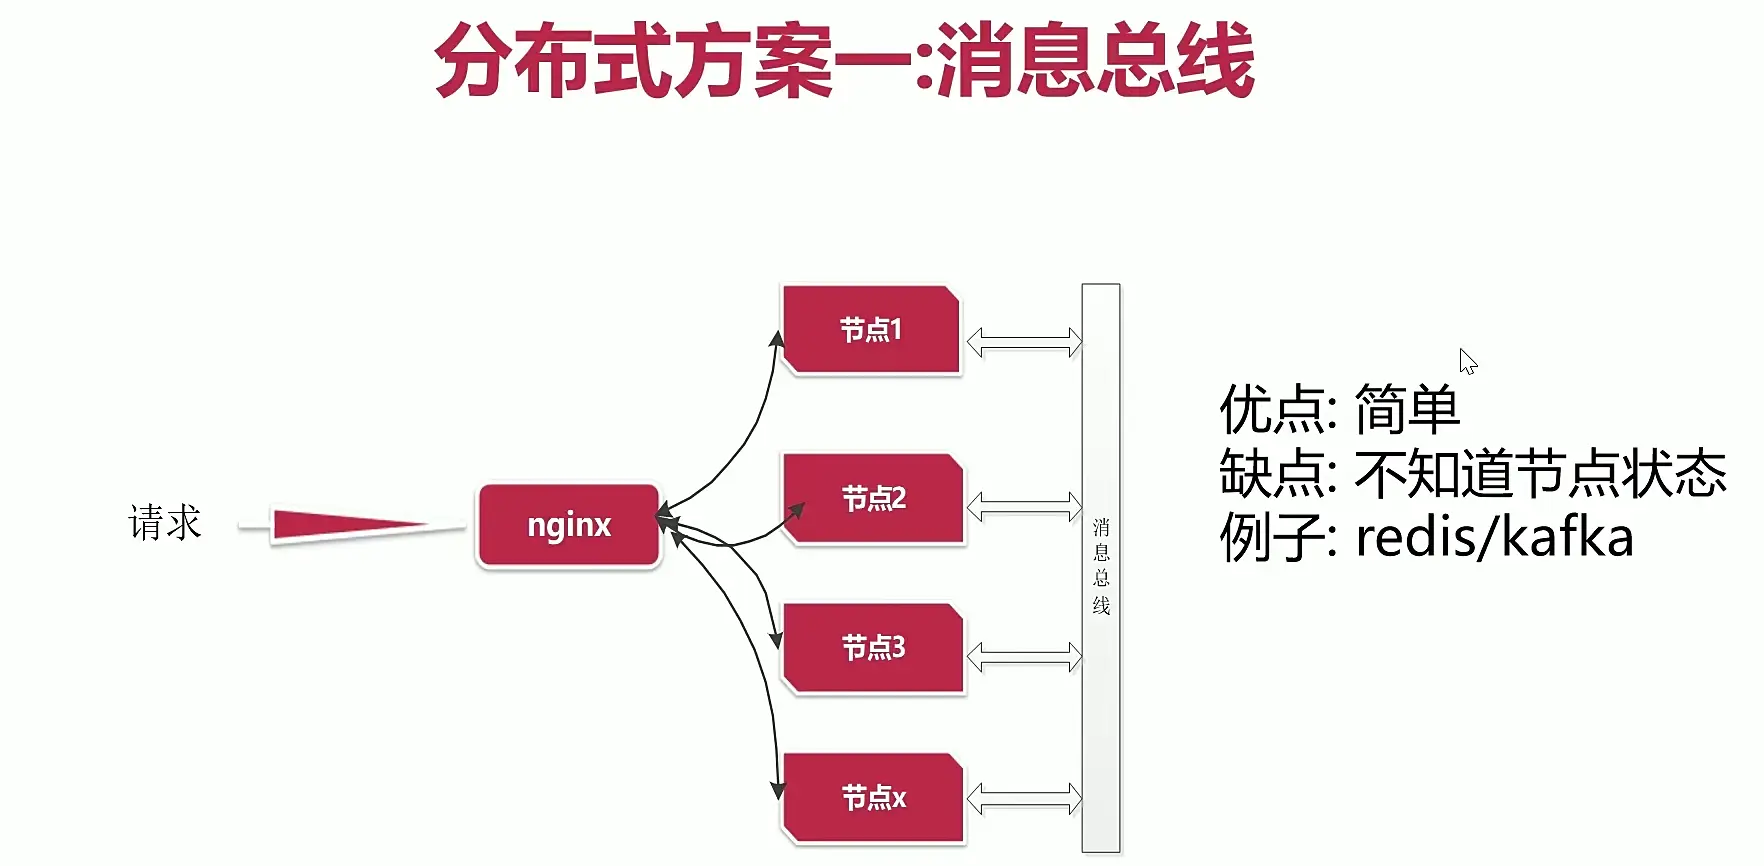 分布式方案一:消息总线
请求
nginx
节点1
节点2
节点3
节点x
消息总线
优点: 简单
缺点: 不知道节点状态
例子: redis/kafka